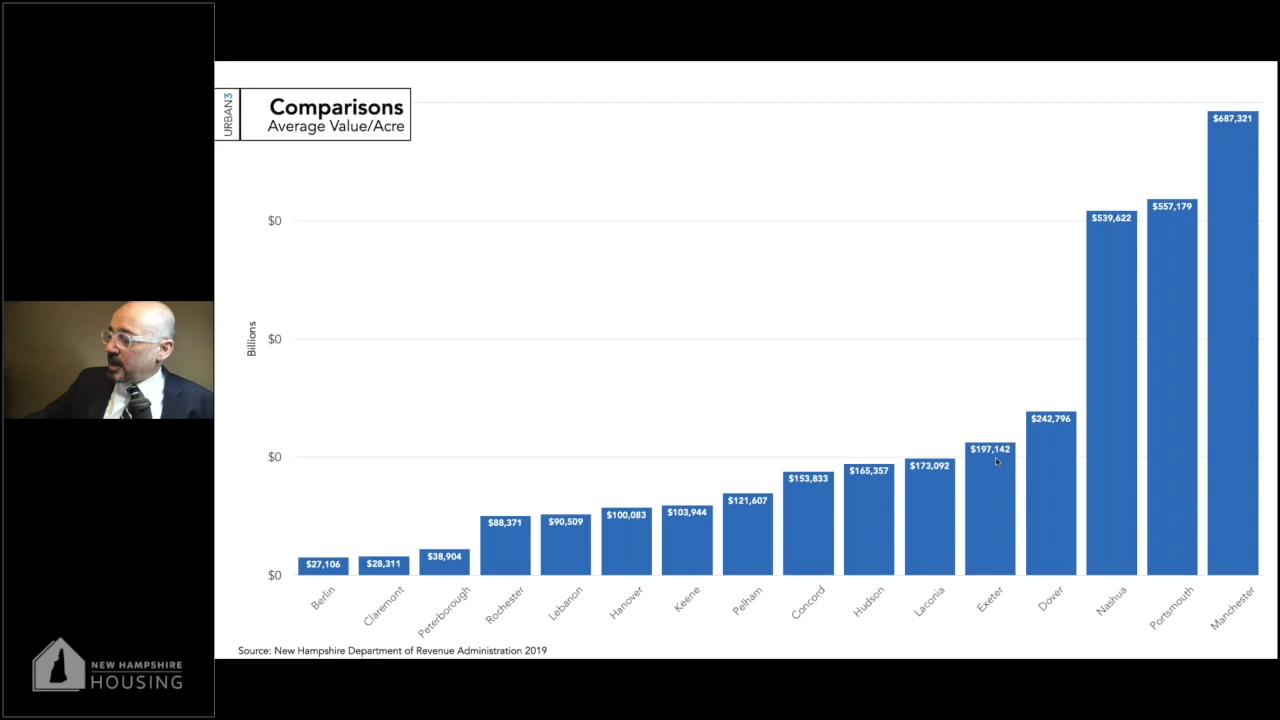 URBAN3
Comparisons
Average Value/Acre
Billions
$0
$0
$0
$0
$27,106
$28,311
$38,904
$88,371
$90,509
$100,083
$103,944
$121,607
$153,833
$165,357
$173,092
$197,142
$242,796
$539,622
$557,179
$687,321
Berlin
Claremont
Peterborough
Rochester
Lebanon
Hanover
Keene
Pelham
Concord
Hudson
Laconia
Exeter
Dover
Nashua
Portsmouth
Manchester
Source: New Hampshire Department of Revenue Administration 2019
NEW HAMPSHIRE
HOUSING